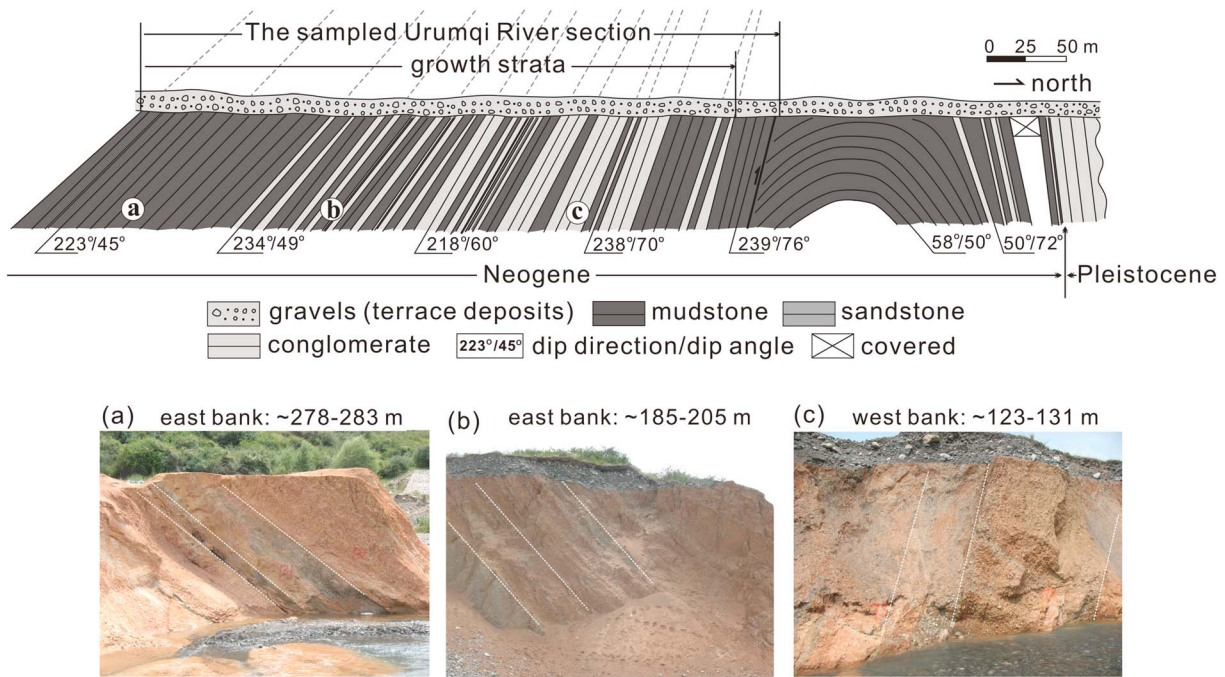 The sampled Urumqi River section
growth strata
0 25 50 m
north
a
b
c
223°/45°
234°/49°
218°/60°
238°/70°
239°/76°
58°/50°
50°/72°
Neogene
Pleistocene
gravels (terrace deposits)
mudstone
sandstone
conglomerate
223°/45°
dip direction/dip angle
covered
(a) east bank: ~278-283 m
(b) east bank: ~185-205 m
(c) west bank: ~123-131 m